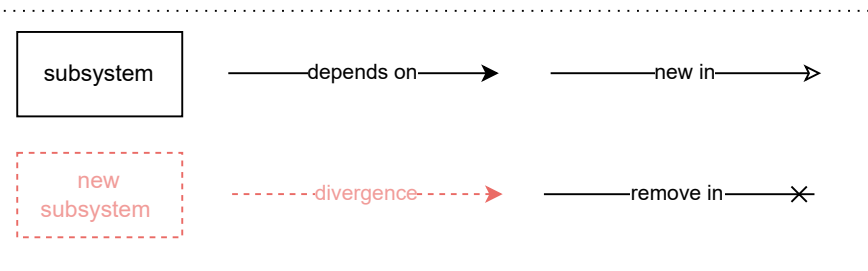 subsystem
depends on
new in
new
subsystem
divergence
remove in